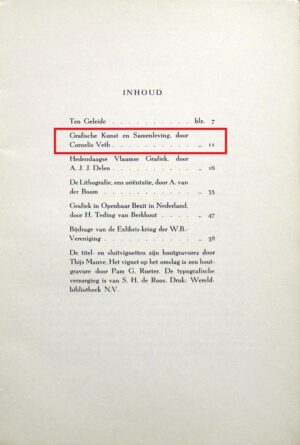 INHOUD
Ten Geleide . . . . . . . . . . blz. 7
Grafische Kunst en Samenleving, door
Cornelis Veth . . . . . . . . . . „ 11
Hedendaagse Vlaamse Grafiek, door
A. J. J. Delen . . . . . . . . . . „ 16
De Lithografie, een oriëntatie, door A. van
der Boom . . . . . . . . . . „ 33
Grafiek in Openbaar Bezit in Nederland,
door H. Teding van Berkhout . . . . „ 47
Bijdrage van de Exlibris-kring der W.B.-
Vereniging . . . . . . . . . . „ 58
De titel- en sluitvignetten zijn houtgravures door
Thijs Mauve. Het vignet op het omslag is een hout-
gravure door Pam G. Rueter. De typografische
verzorging is van S. H. de Roos. Druk: Wereld-
bibliotheek N.V.